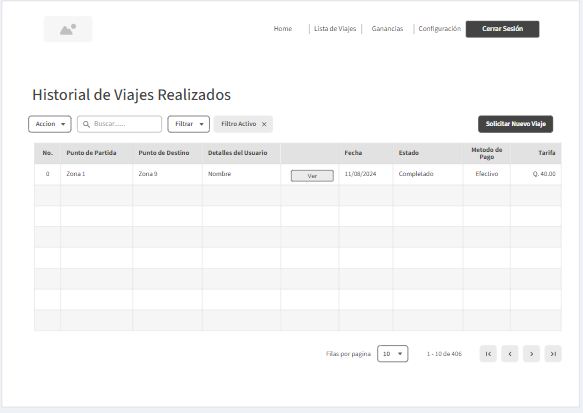 Home Lista de Viajes Ganancias Configuración Cerrar Sesión
Historial de Viajes Realizados
Accion Buscar...... Filtrar Filtro Activo Solicitar Nuevo Viaje
No. Punto de Partida Punto de Destino Detalles del Usuario Fecha Estado Metodo de Pago Tarifa
0 Zona 1 Zona 9 Nombre Ver 11/08/2024 Completado Efectivo Q. 40.00
Filas por pagina 10 1 - 10 de 406